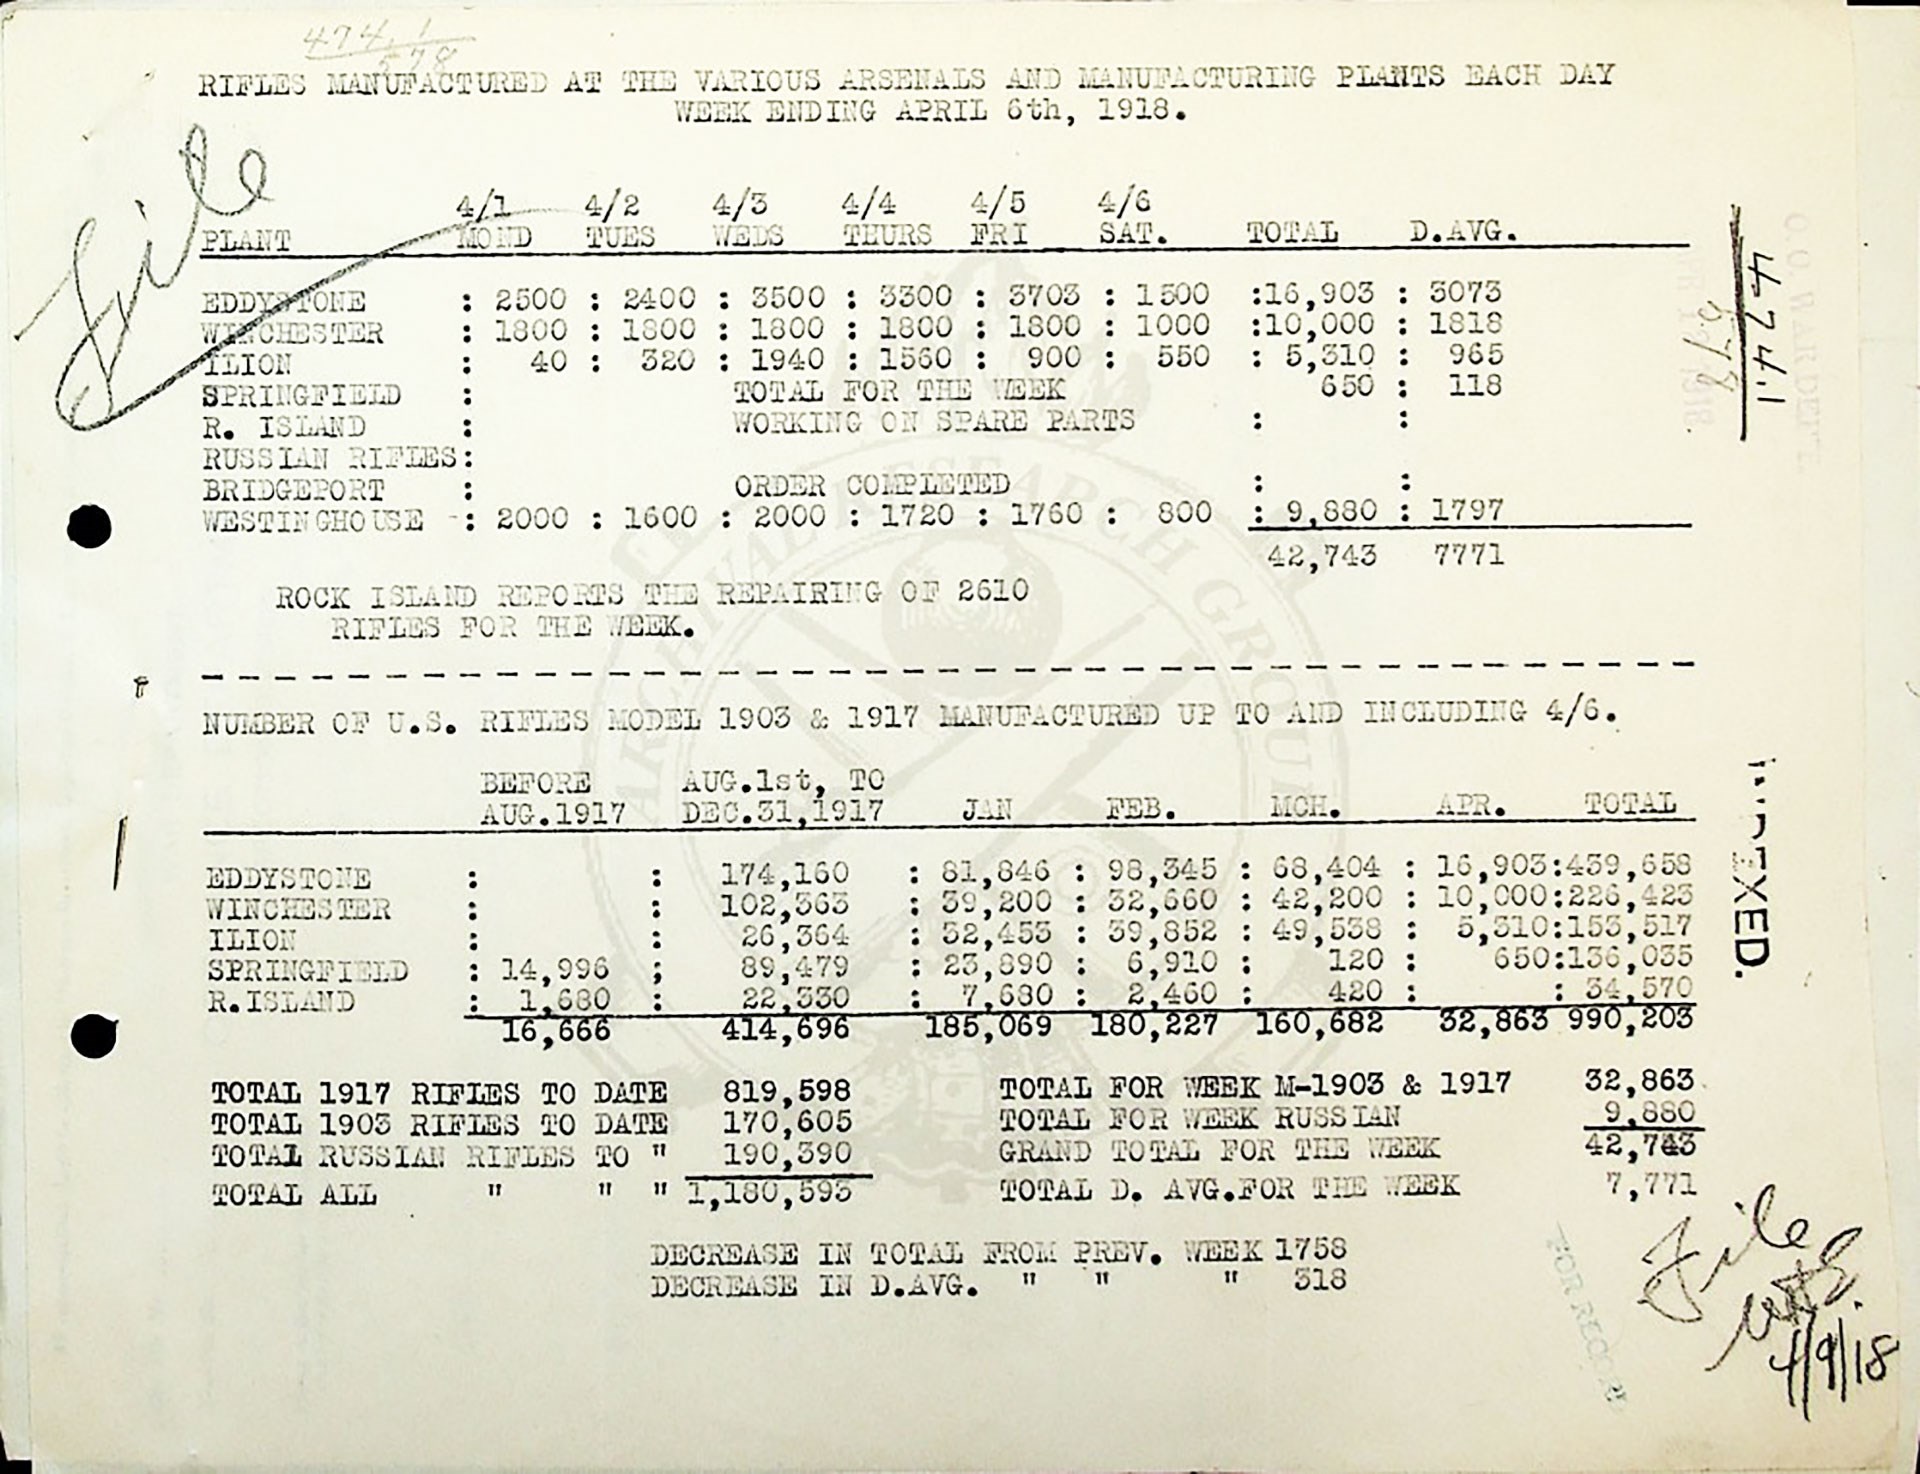 474.1
578
RIFLES MANUFACTURED AT THE VARIOUS ARSENALS AND MANUFACTURING PLANTS EACH DAY
WEEK ENDING APRIL 6th, 1918.
File
4/1 4/2 4/3 4/4 4/5 4/6
PLANT MOND TUES WEDS THURS FRI SAT. TOTAL D.AVG.
EDDYSTONE : 2500 : 2400 : 3500 : 3300 : 3703 : 1500 :16,903 : 3073
WINCHESTER : 1800 : 1800 : 1800 : 1800 : 1800 : 1000 :10,000 : 1818
ILION : 40 : 320 : 1940 : 1560 : 900 : 550 : 5,310 : 965
SPRINGFIELD : TOTAL FOR THE WEEK 650 : 118
R. ISLAND : WORKING ON SPARE PARTS : :
RUSSIAN RIFLES:
BRIDGEPORT : ORDER COMPLETED : :
WESTINGHOUSE -: 2000 : 1600 : 2000 : 1720 : 1760 : 800 : 9,880 : 1797
42,743 7771
ROCK ISLAND REPORTS THE REPAIRING OF 2610
RIFLES FOR THE WEEK.
474.1
578
NUMBER OF U.S. RIFLES MODEL 1903 & 1917 MANUFACTURED UP TO AND INCLUDING 4/6.
BEFORE AUG.1st, TO
AUG.1917 DEC.31,1917 JAN FEB. MCH. APR. TOTAL
EDDYSTONE : : 174,160 : 81,846 : 98,345 : 68,404 : 16,903:439,658
WINCHESTER : : 102,363 : 39,200 : 32,660 : 42,200 : 10,000:226,423
ILION : : 26,364 : 32,453 : 39,852 : 49,538 : 5,310:153,517
SPRINGFIELD : 14,996 ; 89,479 : 23,890 : 6,910 : 120 : 650:136,035
R.ISLAND : 1,680 : 22,330 : 7,680 : 2,460 : 420 : : 34,570
16,666 414,696 185,069 180,227 160,682 32,863 990,203
TOTAL 1917 RIFLES TO DATE 819,598 TOTAL FOR WEEK M-1903 & 1917 32,863
TOTAL 1903 RIFLES TO DATE 170,605 TOTAL FOR WEEK RUSSIAN 9,880
TOTAL RUSSIAN RIFLES TO " 190,390 GRAND TOTAL FOR THE WEEK 42,743
TOTAL ALL " " " 1,180,593 TOTAL D. AVG.FOR THE WEEK 7,771
DECREASE IN TOTAL FROM PREV. WEEK 1758
DECREASE IN D.AVG. " " " 318
INDEXED.
FOR RECORD
File
4/9/18
ARCHIVAL RESEARCH GROUP